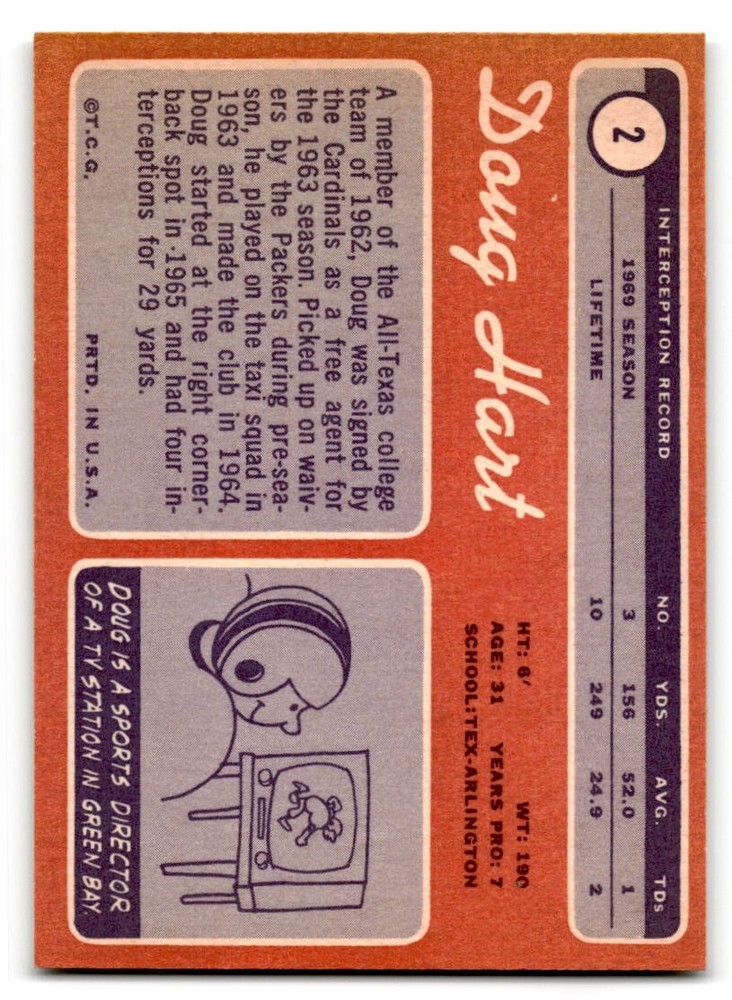 2
INTERCEPTION RECORD NO. YDS. AVG. TDs
1969 SEASON 3 156 52.0 1
LIFETIME 10 249 24.9 2
Doug Hart
HT: 6' WT: 190
AGE: 31 YEARS PRO: 7
SCHOOL: TEX-ARLINGTON
A member of the All-Texas college
team of 1962, Doug was signed by
the Cardinals as a free agent for
the 1963 season. Picked up on waiv-
ers by the Packers during pre-sea-
son, he played on the taxi squad in
1963 and made the club in 1964.
Doug started at the right corner-
back spot in 1965 and had four in-
terceptions for 29 yards.
©T.C.G. PRTD. IN U.S.A.
DOUG IS A SPORTS DIRECTOR
OF A TV STATION IN GREEN BAY.